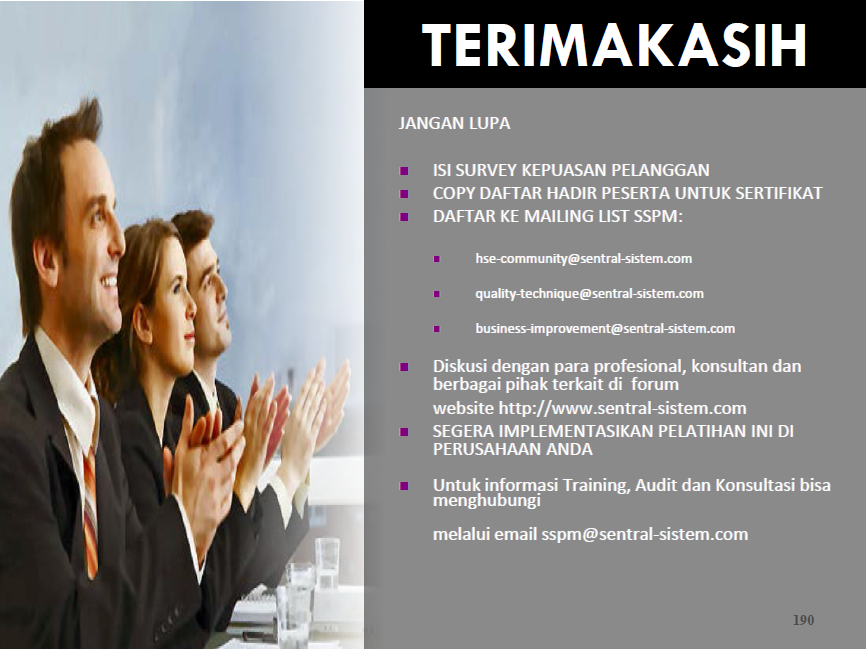 TERIMAKASIH
JANGAN LUPA
ISI SURVEY KEPUASAN PELANGGAN
COPY DAFTAR HADIR PESERTA UNTUK SERTIFIKAT
DAFTAR KE MAILING LIST SSPM:
hse-community@sentral-sistem.com
quality-technique@sentral-sistem.com
business-improvement@sentral-sistem.com
Diskusi dengan para profesional, konsultan dan
berbagai pihak terkait di forum
website http://www.sentral-sistem.com
SEGERA IMPLEMENTASIKAN PELATIHAN INI DI
PERUSAHAAN ANDA
Untuk informasi Training, Audit dan Konsultasi bisa
menghubungi
melalui email sspm@sentral-sistem.com
190